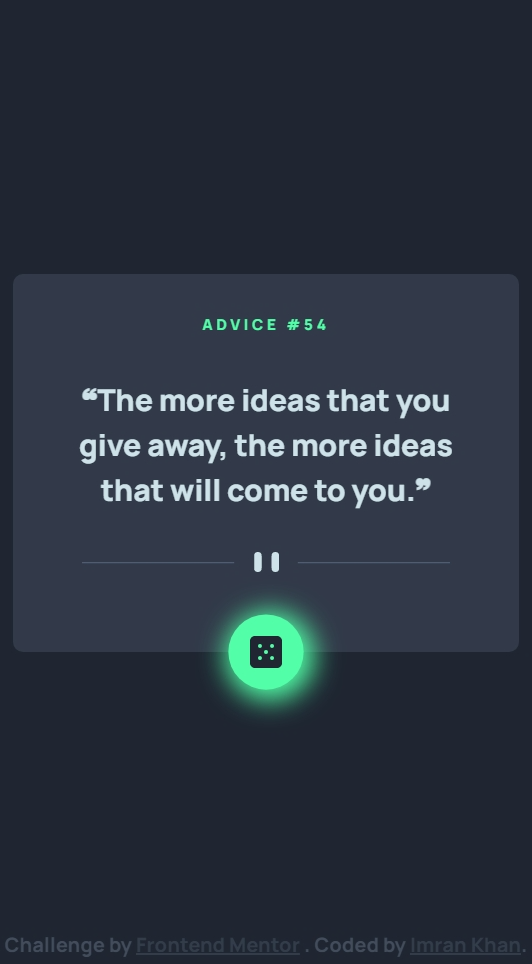 ADVICE #54
❝The more ideas that you
give away, the more ideas
that will come to you.❞
Challenge by Frontend Mentor . Coded by Imran Khan.